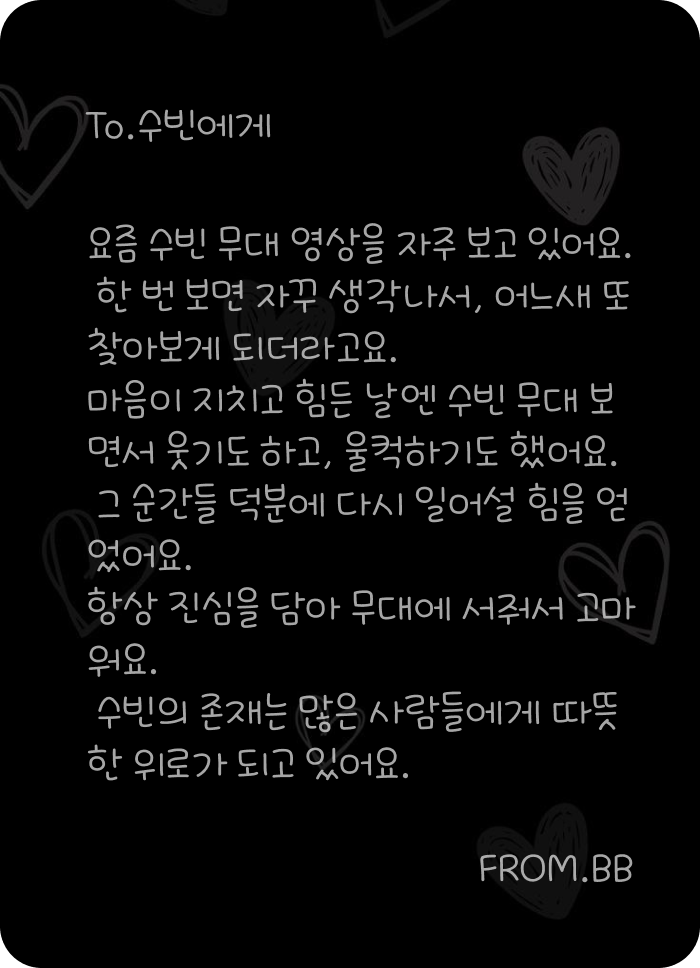 To.수빈에게
요즘 수빈 무대 영상을 자주 보고 있어요.
한 번 보면 자꾸 생각나서, 어느새 또
찾아보게 되더라고요.
마음이 지치고 힘든 날엔 수빈 무대 보
면서 웃기도 하고, 울컥하기도 했어요.
그 순간들 덕분에 다시 일어설 힘을 얻
었어요.
항상 진심을 담아 무대에 서줘서 고마
워요.
수빈의 존재는 많은 사람들에게 따뜻
한 위로가 되고 있어요.
FROM.BB